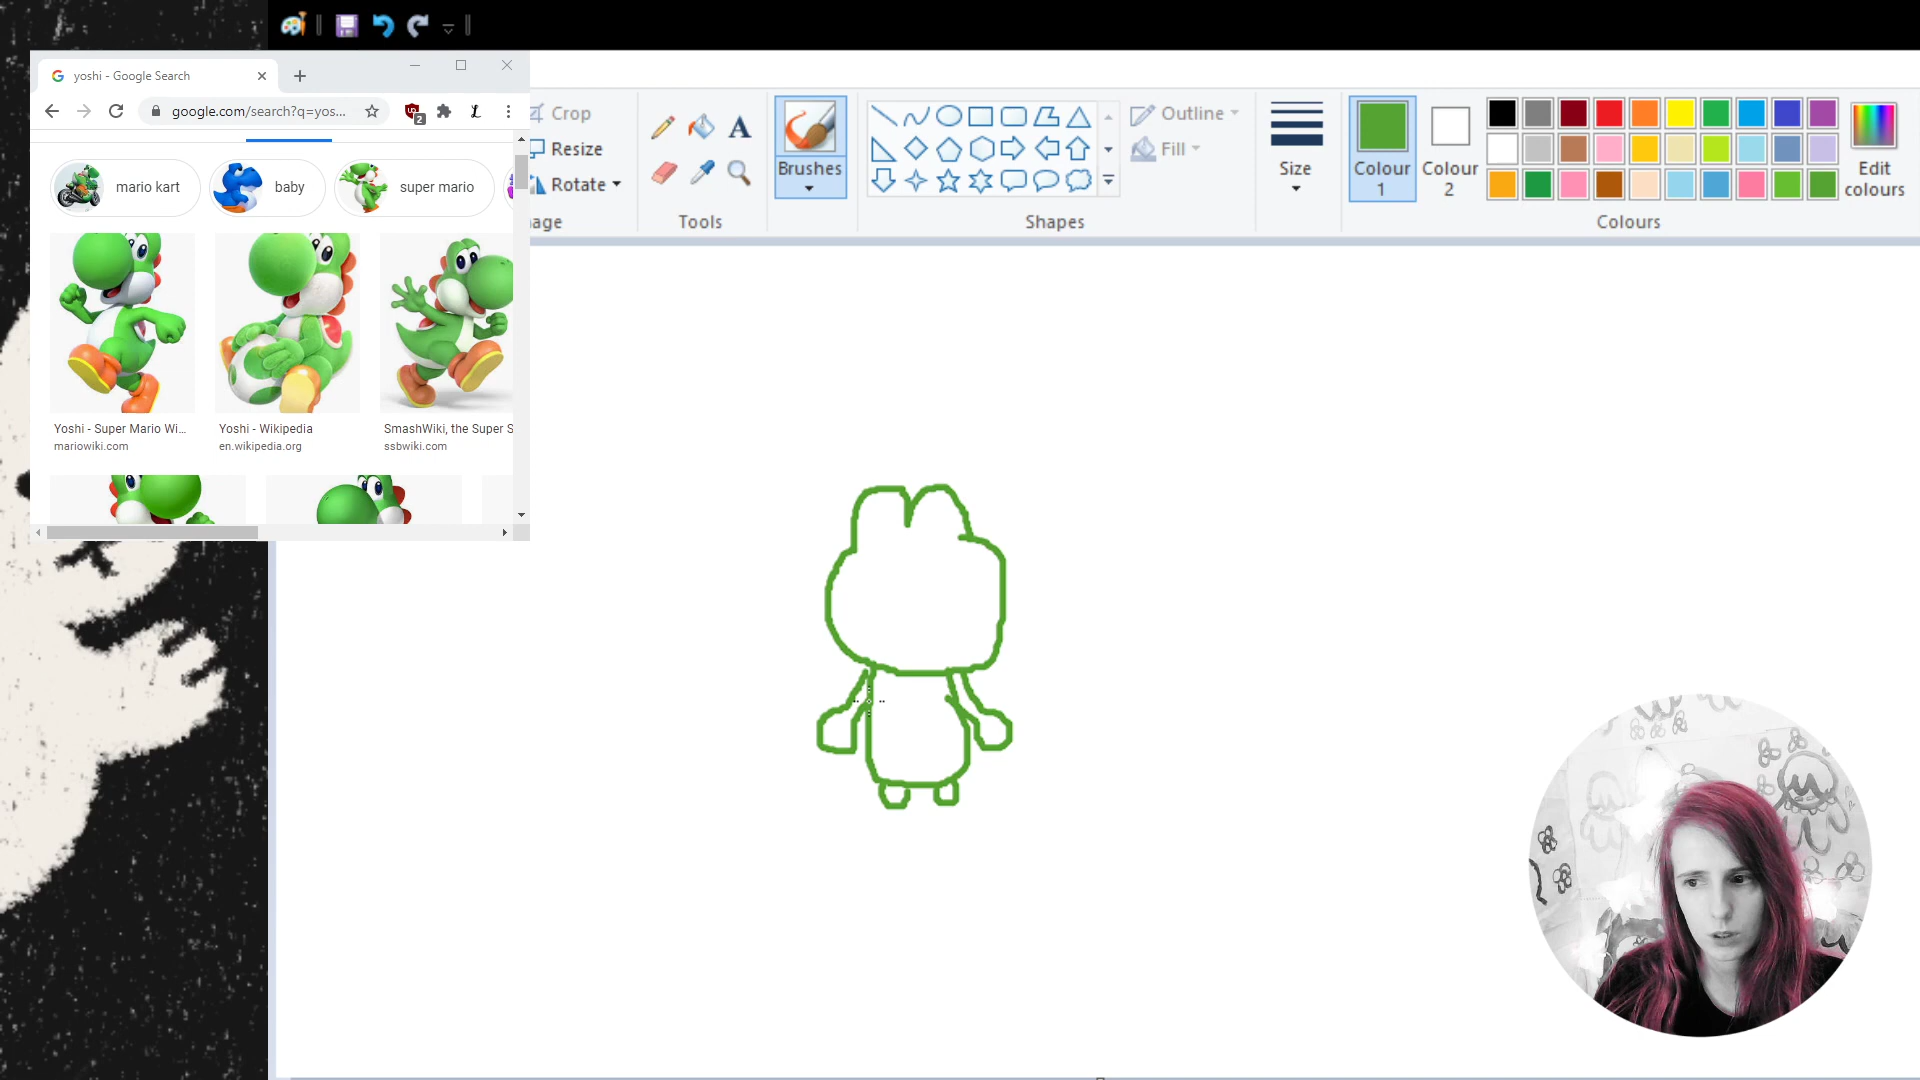 yoshi - Google Search
google.com/search?q=yos...
2
mario kart
baby
super mario
Yoshi - Super Mario Wi...
mariowiki.com
Yoshi - Wikipedia
en.wikipedia.org
SmashWiki, the Super S
ssbwiki.com
Crop
Resize
Rotate
age
A
Tools
Brushes
Shapes
Outline
Fill
Size
Colour
1
Colour
2
Edit
colours
Colours